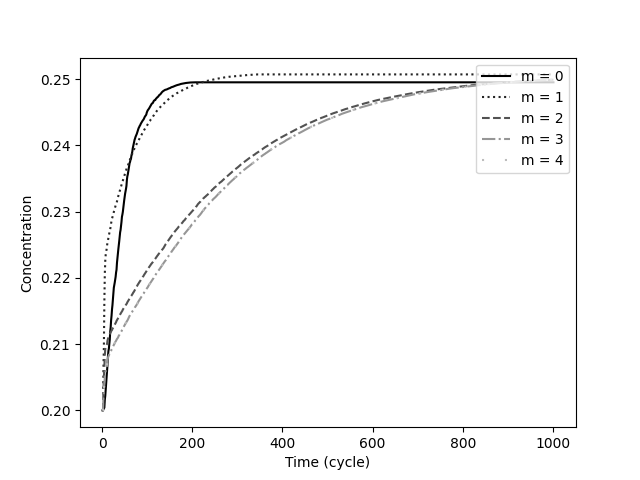 0.25
0.24
0.23
0.22
0.21
0.20
Concentration
0
200
400
600
800
1000
Time (cycle)
m = 0
m = 1
m = 2
m = 3
m = 4